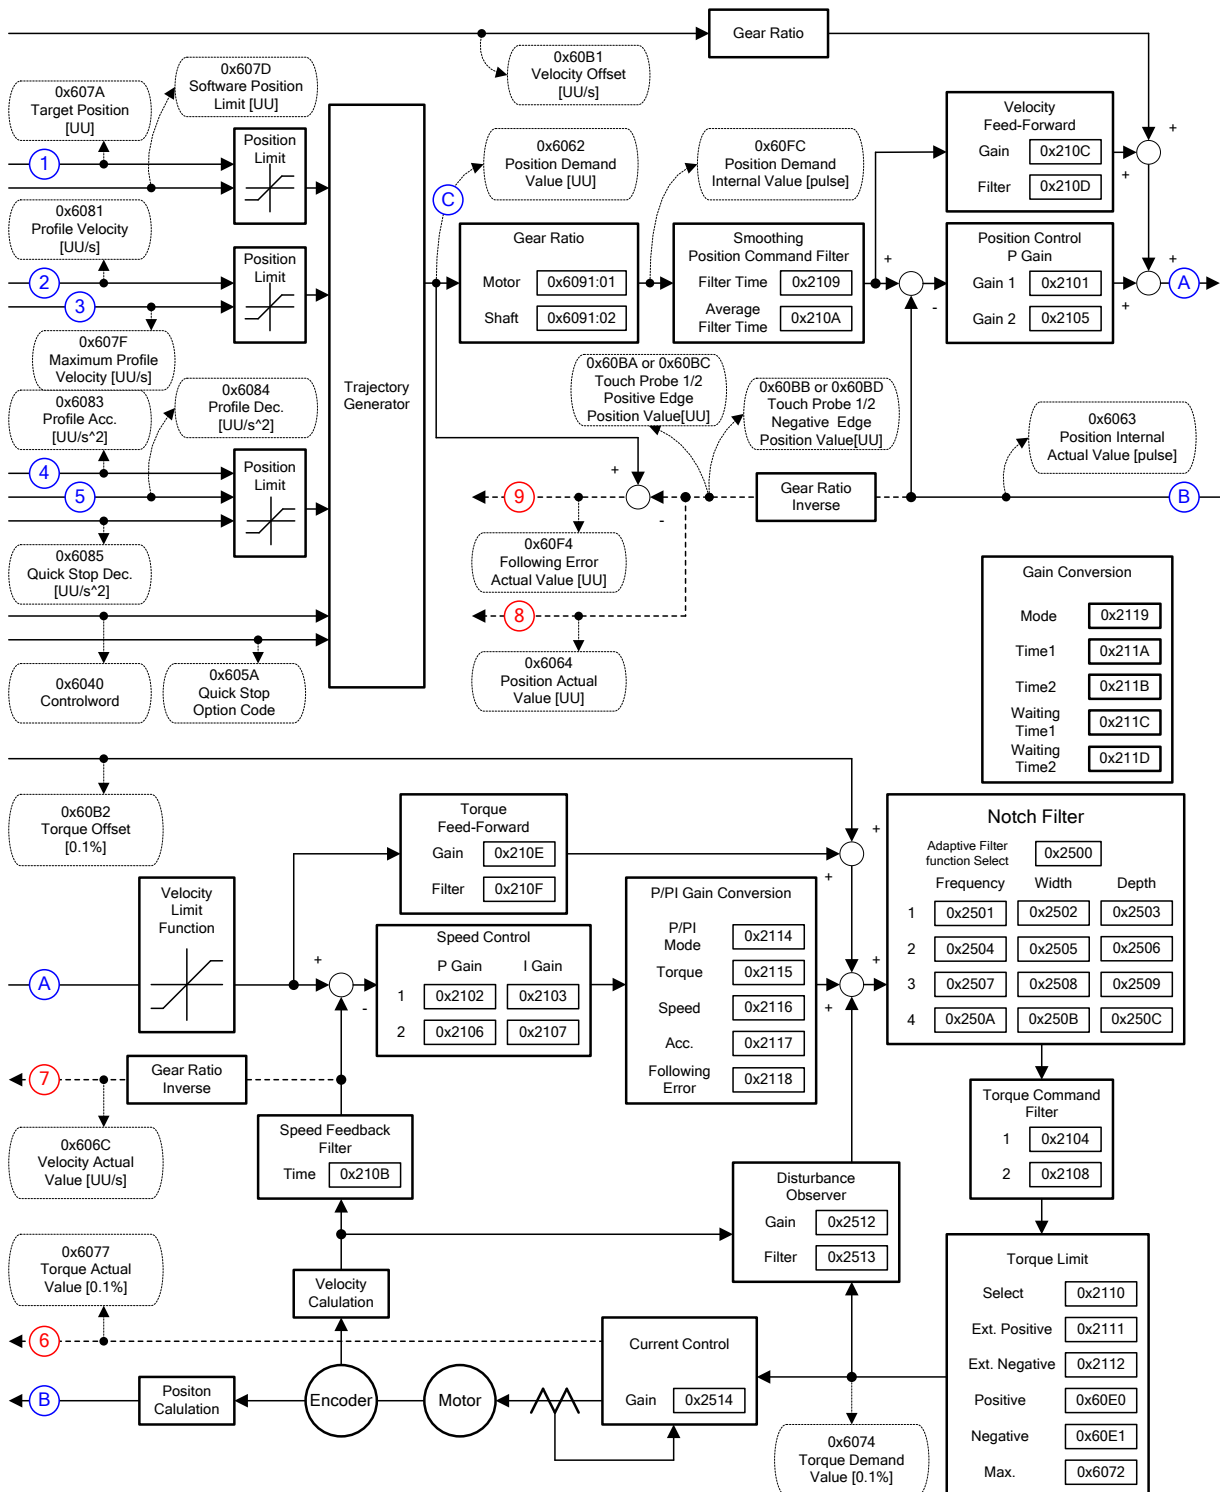 Gear Ratio
0x60B1
Velocity Offset
[UU/s]
0x607D
Software Position
Limit [UU]
0x607A
Target Position
[UU]
1
Position
Limit
0x6081
Profile Velocity
[UU/s]
2
3
Position
Limit
0x607F
Maximum Profile
Velocity [UU/s]
0x6083
Profile Acc.
[UU/s^2]
0x6084
Profile Dec.
[UU/s^2]
4
5
Position
Limit
0x6085
Quick Stop Dec.
[UU/s^2]
0x6040
Controlword
0x605A
Quick Stop
Option Code
Trajectory
Generator
C
0x6062
Position Demand
Value [UU]
0x60FC
Position Demand
Internal Value [pulse]
Gear Ratio
Motor 0x6091:01
Shaft 0x6091:02
Smoothing
Position Command Filter
Filter Time 0x2109
Average
Filter Time 0x210A
Velocity
Feed-Forward
Gain 0x210C
Filter 0x210D
+
+
+
-
Position Control
P Gain
Gain 1 0x2101
Gain 2 0x2105
+
+
A
0x60BA or 0x60BC
Touch Probe 1/2
Positive Edge
Position Value[UU]
0x60BB or 0x60BD
Touch Probe 1/2
Negative Edge
Position Value[UU]
0x6063
Position Internal
Actual Value [pulse]
+
-
9
Gear Ratio
Inverse
B
0x60F4
Following Error
Actual Value [UU]
8
0x6064
Position Actual
Value [UU]
Gain Conversion
Mode 0x2119
Time1 0x211A
Time2 0x211B
Waiting
Time1 0x211C
Waiting
Time2 0x211D
0x60B2
Torque Offset
[0.1%]
Torque
Feed-Forward
Gain 0x210E
Filter 0x210F
+
+
Velocity
Limit
Function
A
+
-
Speed Control
P Gain I Gain
1 0x2102 0x2103
2 0x2106 0x2107
P/PI Gain Conversion
P/PI
Mode 0x2114
Torque 0x2115
Speed 0x2116
Acc. 0x2117
Following
Error 0x2118
+
+
Notch Filter
Adaptive Filter
function Select 0x2500
Frequency Width Depth
1 0x2501 0x2502 0x2503
2 0x2504 0x2505 0x2506
3 0x2507 0x2508 0x2509
4 0x250A 0x250B 0x250C
7
Gear Ratio
Inverse
0x606C
Velocity Actual
Value [UU/s]
Speed Feedback
Filter
Time 0x210B
Torque Command
Filter
1 0x2104
2 0x2108
Disturbance
Observer
Gain 0x2512
Filter 0x2513
0x6077
Torque Actual
Value [0.1%]
Velocity
Calulation
6
Current Control
Gain 0x2514
B
Positon
Calulation
Encoder
Motor
0x6074
Torque Demand
Value [0.1%]
Torque Limit
Select 0x2110
Ext. Positive 0x2111
Ext. Negative 0x2112
Positive 0x60E0
Negative 0x60E1
Max. 0x6072